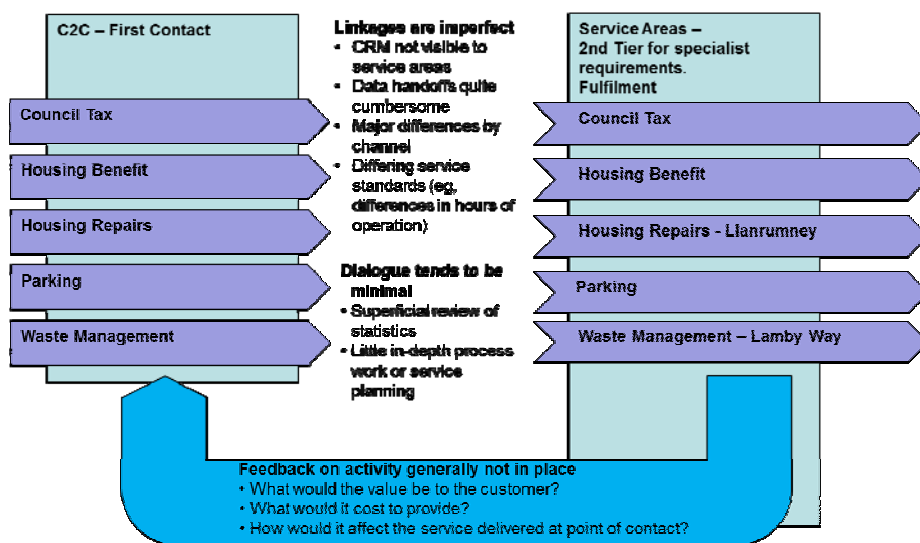 C2C – First Contact
Council Tax
Housing Benefit
Housing Repairs
Parking
Waste Management
Linkages are imperfect
• CRM not visible to
service areas
• Data handoffs quite
cumbersome
• Major differences by
channel
• Differing service
standards (eg,
differences in hours of
operation)
Dialogue tends to be
minimal
• Superficial review of
statistics
• Little in-depth process
work or service
planning
Service Areas –
2nd Tier for specialist
requirements.
Fulfilment
Council Tax
Housing Benefit
Housing Repairs - Llanrumney
Parking
Waste Management – Lamby Way
Feedback on activity generally not in place
• What would the value be to the customer?
• What would it cost to provide?
• How would it affect the service delivered at point of contact?